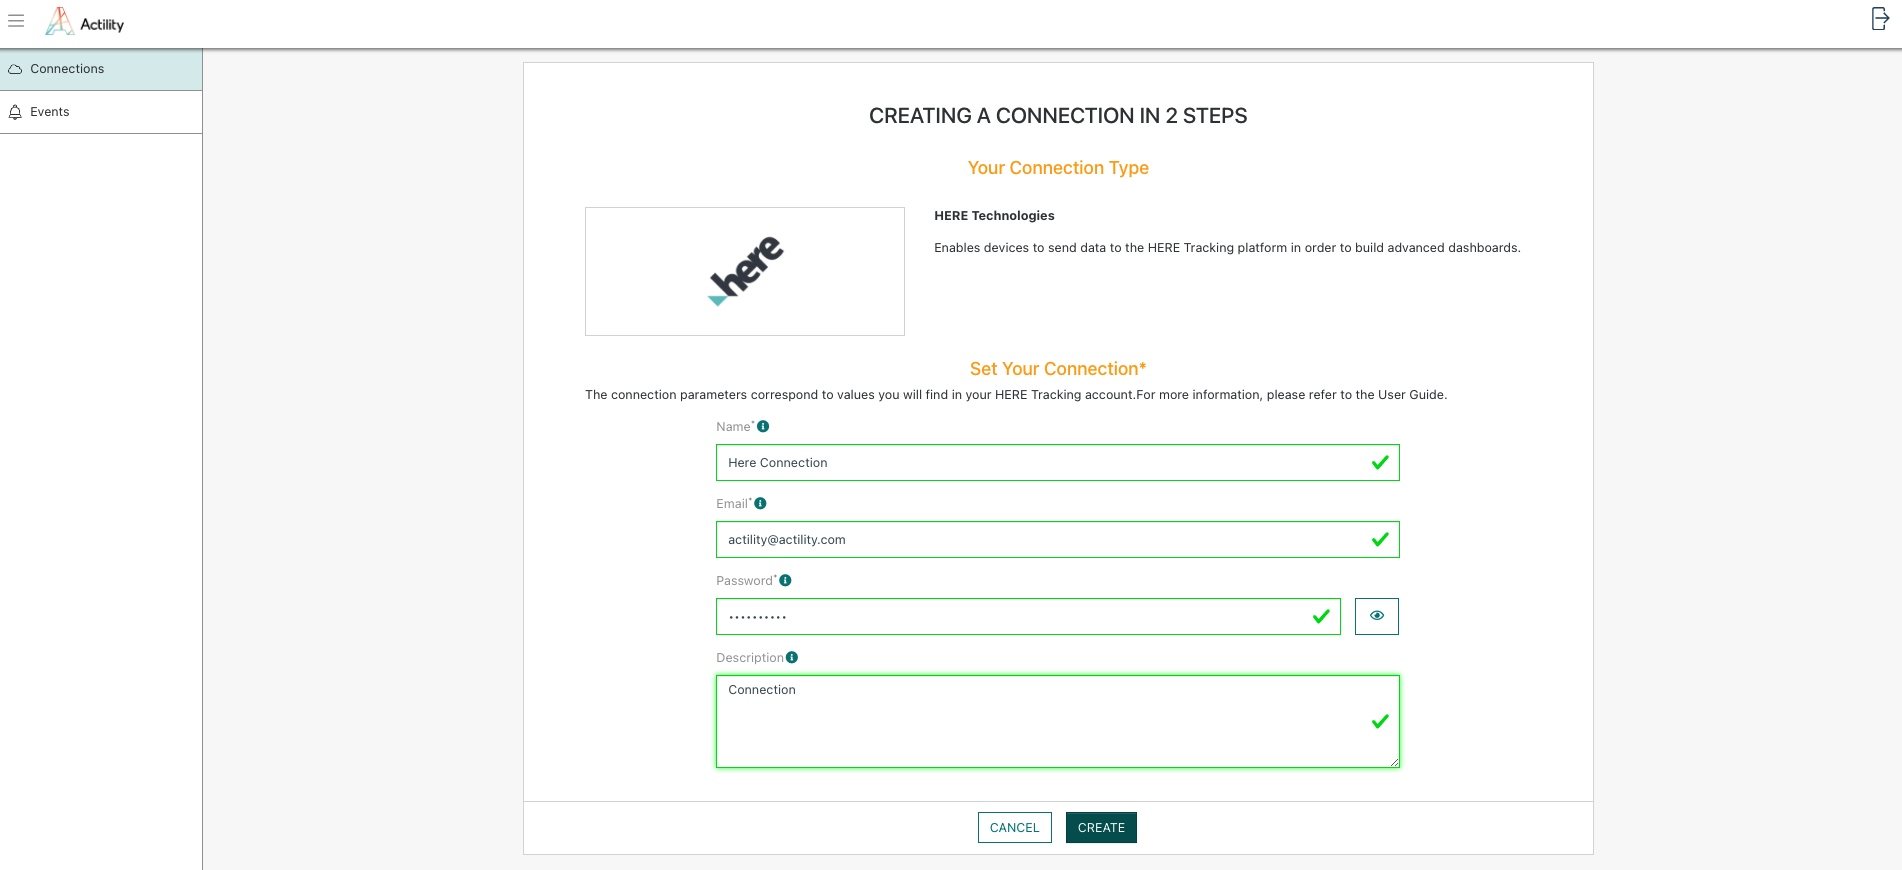 Actility
Connections
Events
CREATING A CONNECTION IN 2 STEPS
Your Connection Type
here
HERE Technologies
Enables devices to send data to the HERE Tracking platform in order to build advanced dashboards.
Set Your Connection*
The connection parameters correspond to values you will find in your HERE Tracking account.For more information, please refer to the User Guide.
Name*
Here Connection
Email*
actility@actility.com
Password*
••••••••••
Description
Connection
CANCEL CREATE